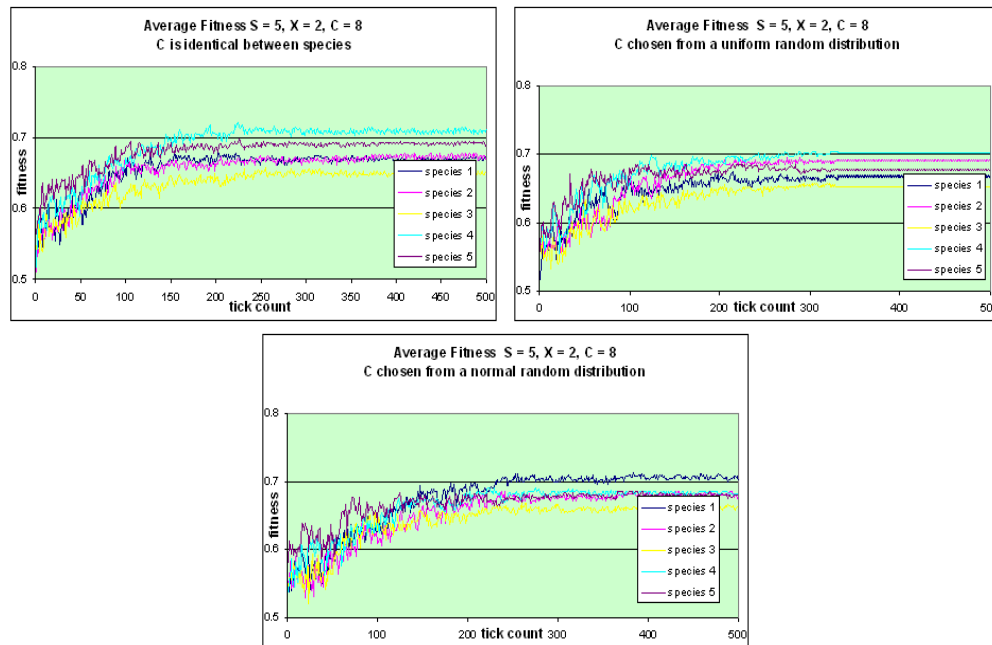 Average Fitness S = 5, X = 2, C = 8
C is identical between species
0.8
0.7
0.6
0.5
fitness
0 50 100 150 200 250 300 350 400 450 500
tick count
species 1
species 2
species 3
species 4
species 5
Average Fitness S = 5, X = 2, C = 8
C chosen from a uniform random distribution
0.8
0.7
0.6
0.5
fitness
0 100 200 300 400 500
tick count
species 1
species 2
species 3
species 4
species 5
Average Fitness S = 5, X = 2, C = 8
C chosen from a normal random distribution
0.8
0.7
0.6
0.5
fitness
0 100 200 300 400 500
tick count
species 1
species 2
species 3
species 4
species 5